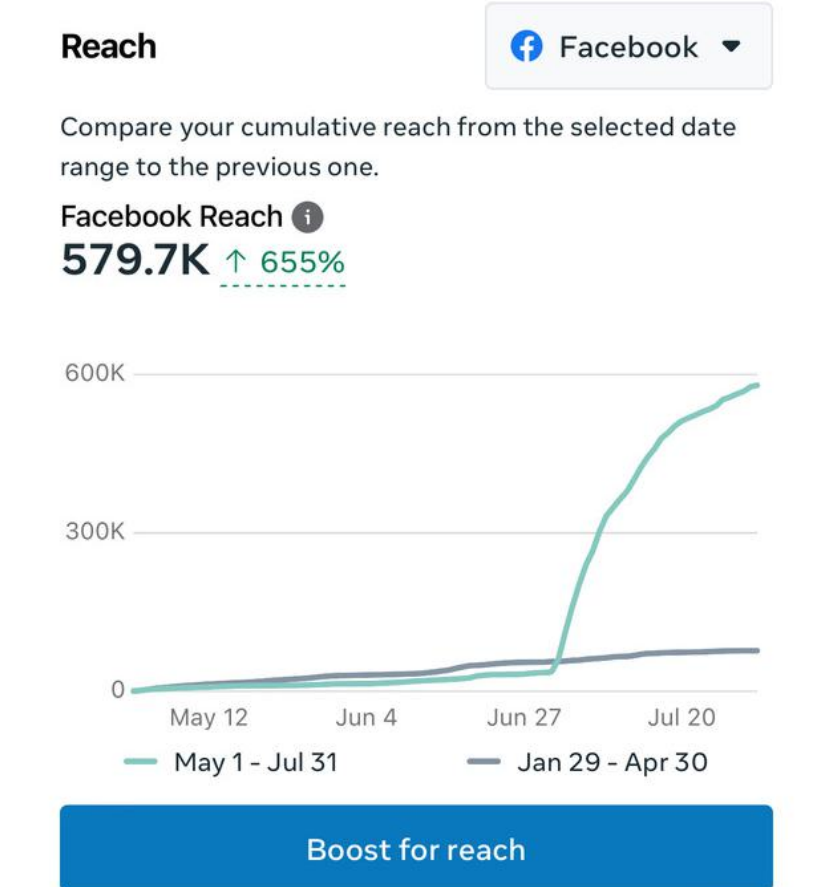 Reach
Facebook
Compare your cumulative reach from the selected date
range to the previous one.
Facebook Reach i
579.7K ↑ 655%
600K
300K
0
May 12 Jun 4 Jun 27 Jul 20
May 1 - Jul 31 Jan 29 - Apr 30
Boost for reach